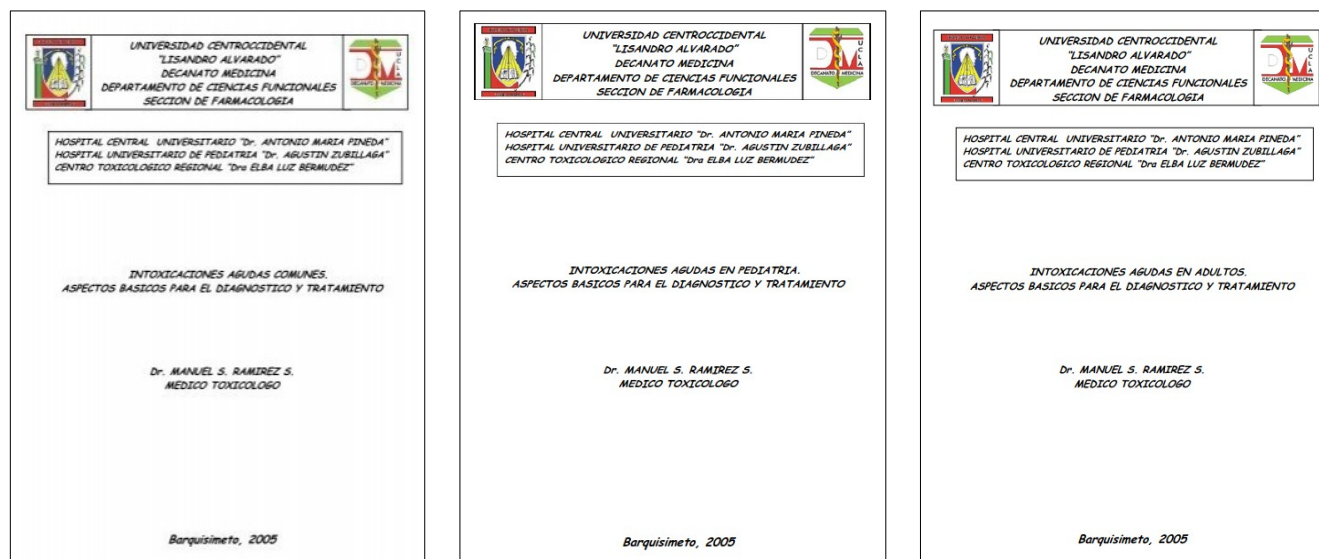 UNIVERSIDAD CENTROCCIDENTAL
"LISANDRO ALVARADO"
DECANATO MEDICINA
DEPARTAMENTO DE CIENCIAS FUNCIONALES
SECCION DE FARMACOLOGIA
HOSPITAL CENTRAL UNIVERSITARIO "Dr. ANTONIO MARIA PINEDA"
HOSPITAL UNIVERSITARIO DE PEDIATRIA "Dr. AGUSTIN ZUBILLAGA"
CENTRO TOXICOLOGICO REGIONAL "Dra ELBA LUZ BERMUDEZ"
INTOXICACIONES AGUDAS COMUNES.
ASPECTOS BASICOS PARA EL DIAGNOSTICO Y TRATAMIENTO
Dr. MANUEL S. RAMIREZ S.
MEDICO TOXICOLOGO
Barquisimeto, 2005
UNIVERSIDAD CENTROCCIDENTAL
"LISANDRO ALVARADO"
DECANATO MEDICINA
DEPARTAMENTO DE CIENCIAS FUNCIONALES
SECCION DE FARMACOLOGIA
UCLA
DM
DECANATO MEDICINA
HOSPITAL CENTRAL UNIVERSITARIO "Dr. ANTONIO MARIA PINEDA"
HOSPITAL UNIVERSITARIO DE PEDIATRIA "Dr. AGUSTIN ZUBILLAGA"
CENTRO TOXICOLOGICO REGIONAL "Dra ELBA LUZ BERMUDEZ"
INTOXICACIONES AGUDAS EN PEDIATRIA.
ASPECTOS BASICOS PARA EL DIAGNOSTICO Y TRATAMIENTO
Dr. MANUEL S. RAMIREZ S.
MEDICO TOXICOLOGO
Barquisimeto, 2005
UNIVERSIDAD CENTROCCIDENTAL
"LISANDRO ALVARADO"
DECANATO MEDICINA
DEPARTAMENTO DE CIENCIAS FUNCIONALES
SECCION DE FARMACOLOGIA
UCLA
DM
DECANATO MEDICINA
HOSPITAL CENTRAL UNIVERSITARIO "Dr. ANTONIO MARIA PINEDA"
HOSPITAL UNIVERSITARIO DE PEDIATRIA "Dr. AGUSTIN ZUBILLAGA"
CENTRO TOXICOLOGICO REGIONAL "Dra ELBA LUZ BERMUDEZ"
INTOXICACIONES AGUDAS EN ADULTOS.
ASPECTOS BASICOS PARA EL DIAGNOSTICO Y TRATAMIENTO
Dr. MANUEL S. RAMIREZ S.
MEDICO TOXICOLOGO
Barquisimeto, 2005